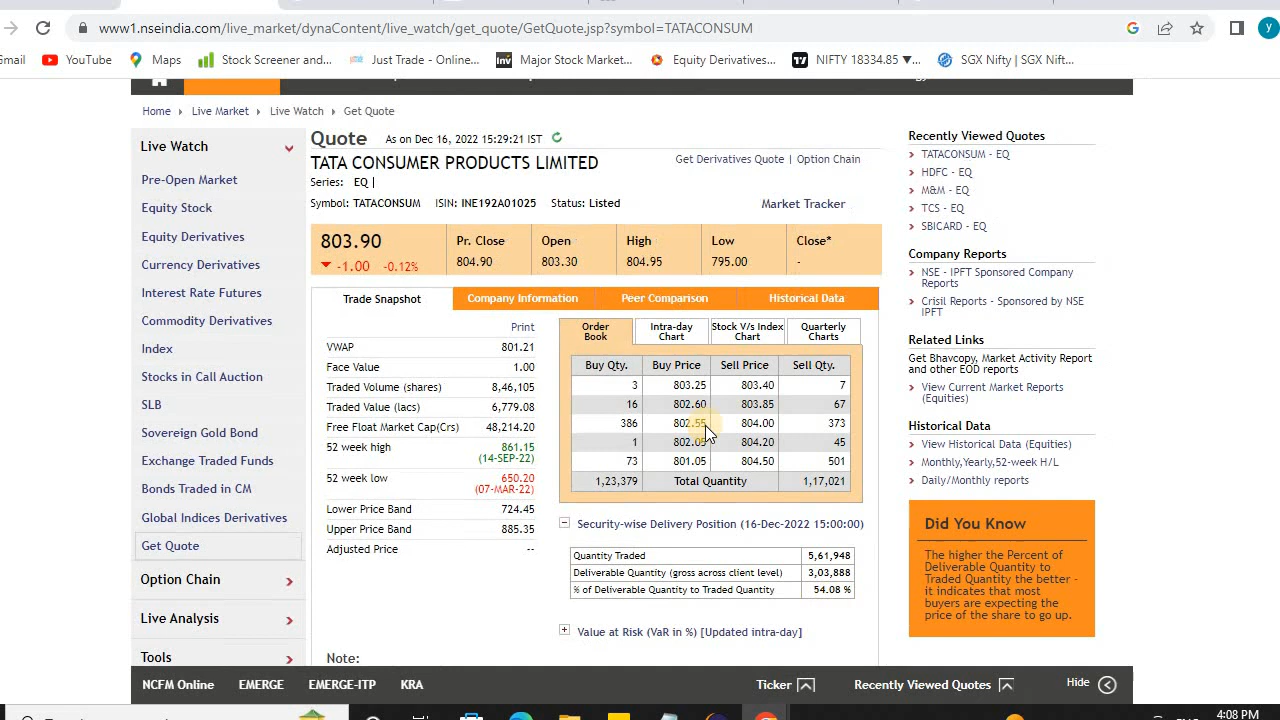 www1.nseindia.com/live_market/dynaContent/live_watch/get_quote/GetQuote.jsp?symbol=TATACONSUM
y
Gmail YouTube Maps Stock Screener and... Just Trade - Online... Inv Major Stock Market... Equity Derivatives... NIFTY 18334.85 ▼... SGX Nifty | SGX Nift...
Home Live Market Live Watch Get Quote
Live Watch
Pre-Open Market
Equity Stock
Equity Derivatives
Currency Derivatives
Interest Rate Futures
Commodity Derivatives
Index
Stocks in Call Auction
SLB
Sovereign Gold Bond
Exchange Traded Funds
Bonds Traded in CM
Global Indices Derivatives
Get Quote
Option Chain
Live Analysis
Tools
Quote As on Dec 16, 2022 15:29:21 IST
TATA CONSUMER PRODUCTS LIMITED
Get Derivatives Quote | Option Chain
Series: EQ |
Symbol: TATACONSUM ISIN: INE192A01025 Status: Listed
Market Tracker
803.90 Pr. Close Open High Low Close*
▼ -1.00 -0.12% 804.90 803.30 804.95 795.00 -
Trade Snapshot Company Information Peer Comparison Historical Data
Print
VWAP 801.21
Face Value 1.00
Traded Volume (shares) 8,46,105
Traded Value (lacs) 6,779.08
Free Float Market Cap(Crs) 48,214.20
52 week high 861.15
(14-SEP-22)
52 week low 650.20
(07-MAR-22)
Lower Price Band 724.45
Upper Price Band 885.35
Adjusted Price --
Note:
Order Book
Intra-day Chart
Stock V/s Index Chart
Quarterly Charts
Buy Qty. Buy Price Sell Price Sell Qty.
3 803.25 803.40 7
16 802.60 803.85 67
386 802.55 804.00 373
1 802.05 804.20 45
73 801.05 804.50 501
1,23,379 Total Quantity 1,17,021
Security-wise Delivery Position (16-Dec-2022 15:00:00)
Quantity Traded 5,61,948
Deliverable Quantity (gross across client level) 3,03,888
% of Deliverable Quantity to Traded Quantity 54.08 %
Value at Risk (VaR in %) [Updated intra-day]
Recently Viewed Quotes
TATACONSUM - EQ
HDFC - EQ
M&M - EQ
TCS - EQ
SBICARD - EQ
Company Reports
NSE - IPFT Sponsored Company
Reports
Crisil Reports - Sponsored by NSE
IPFT
Related Links
Get Bhavcopy, Market Activity Report
and other EOD reports
View Current Market Reports
(Equities)
Historical Data
View Historical Data (Equities)
Monthly,Yearly,52-week H/L
Daily/Monthly reports
Did You Know
The higher the Percent of
Deliverable Quantity to
Traded Quantity the better -
it indicates that most
buyers are expecting the
price of the share to go up.
NCFM Online EMERGE EMERGE-ITP KRA Ticker Recently Viewed Quotes Hide
4:08 PM